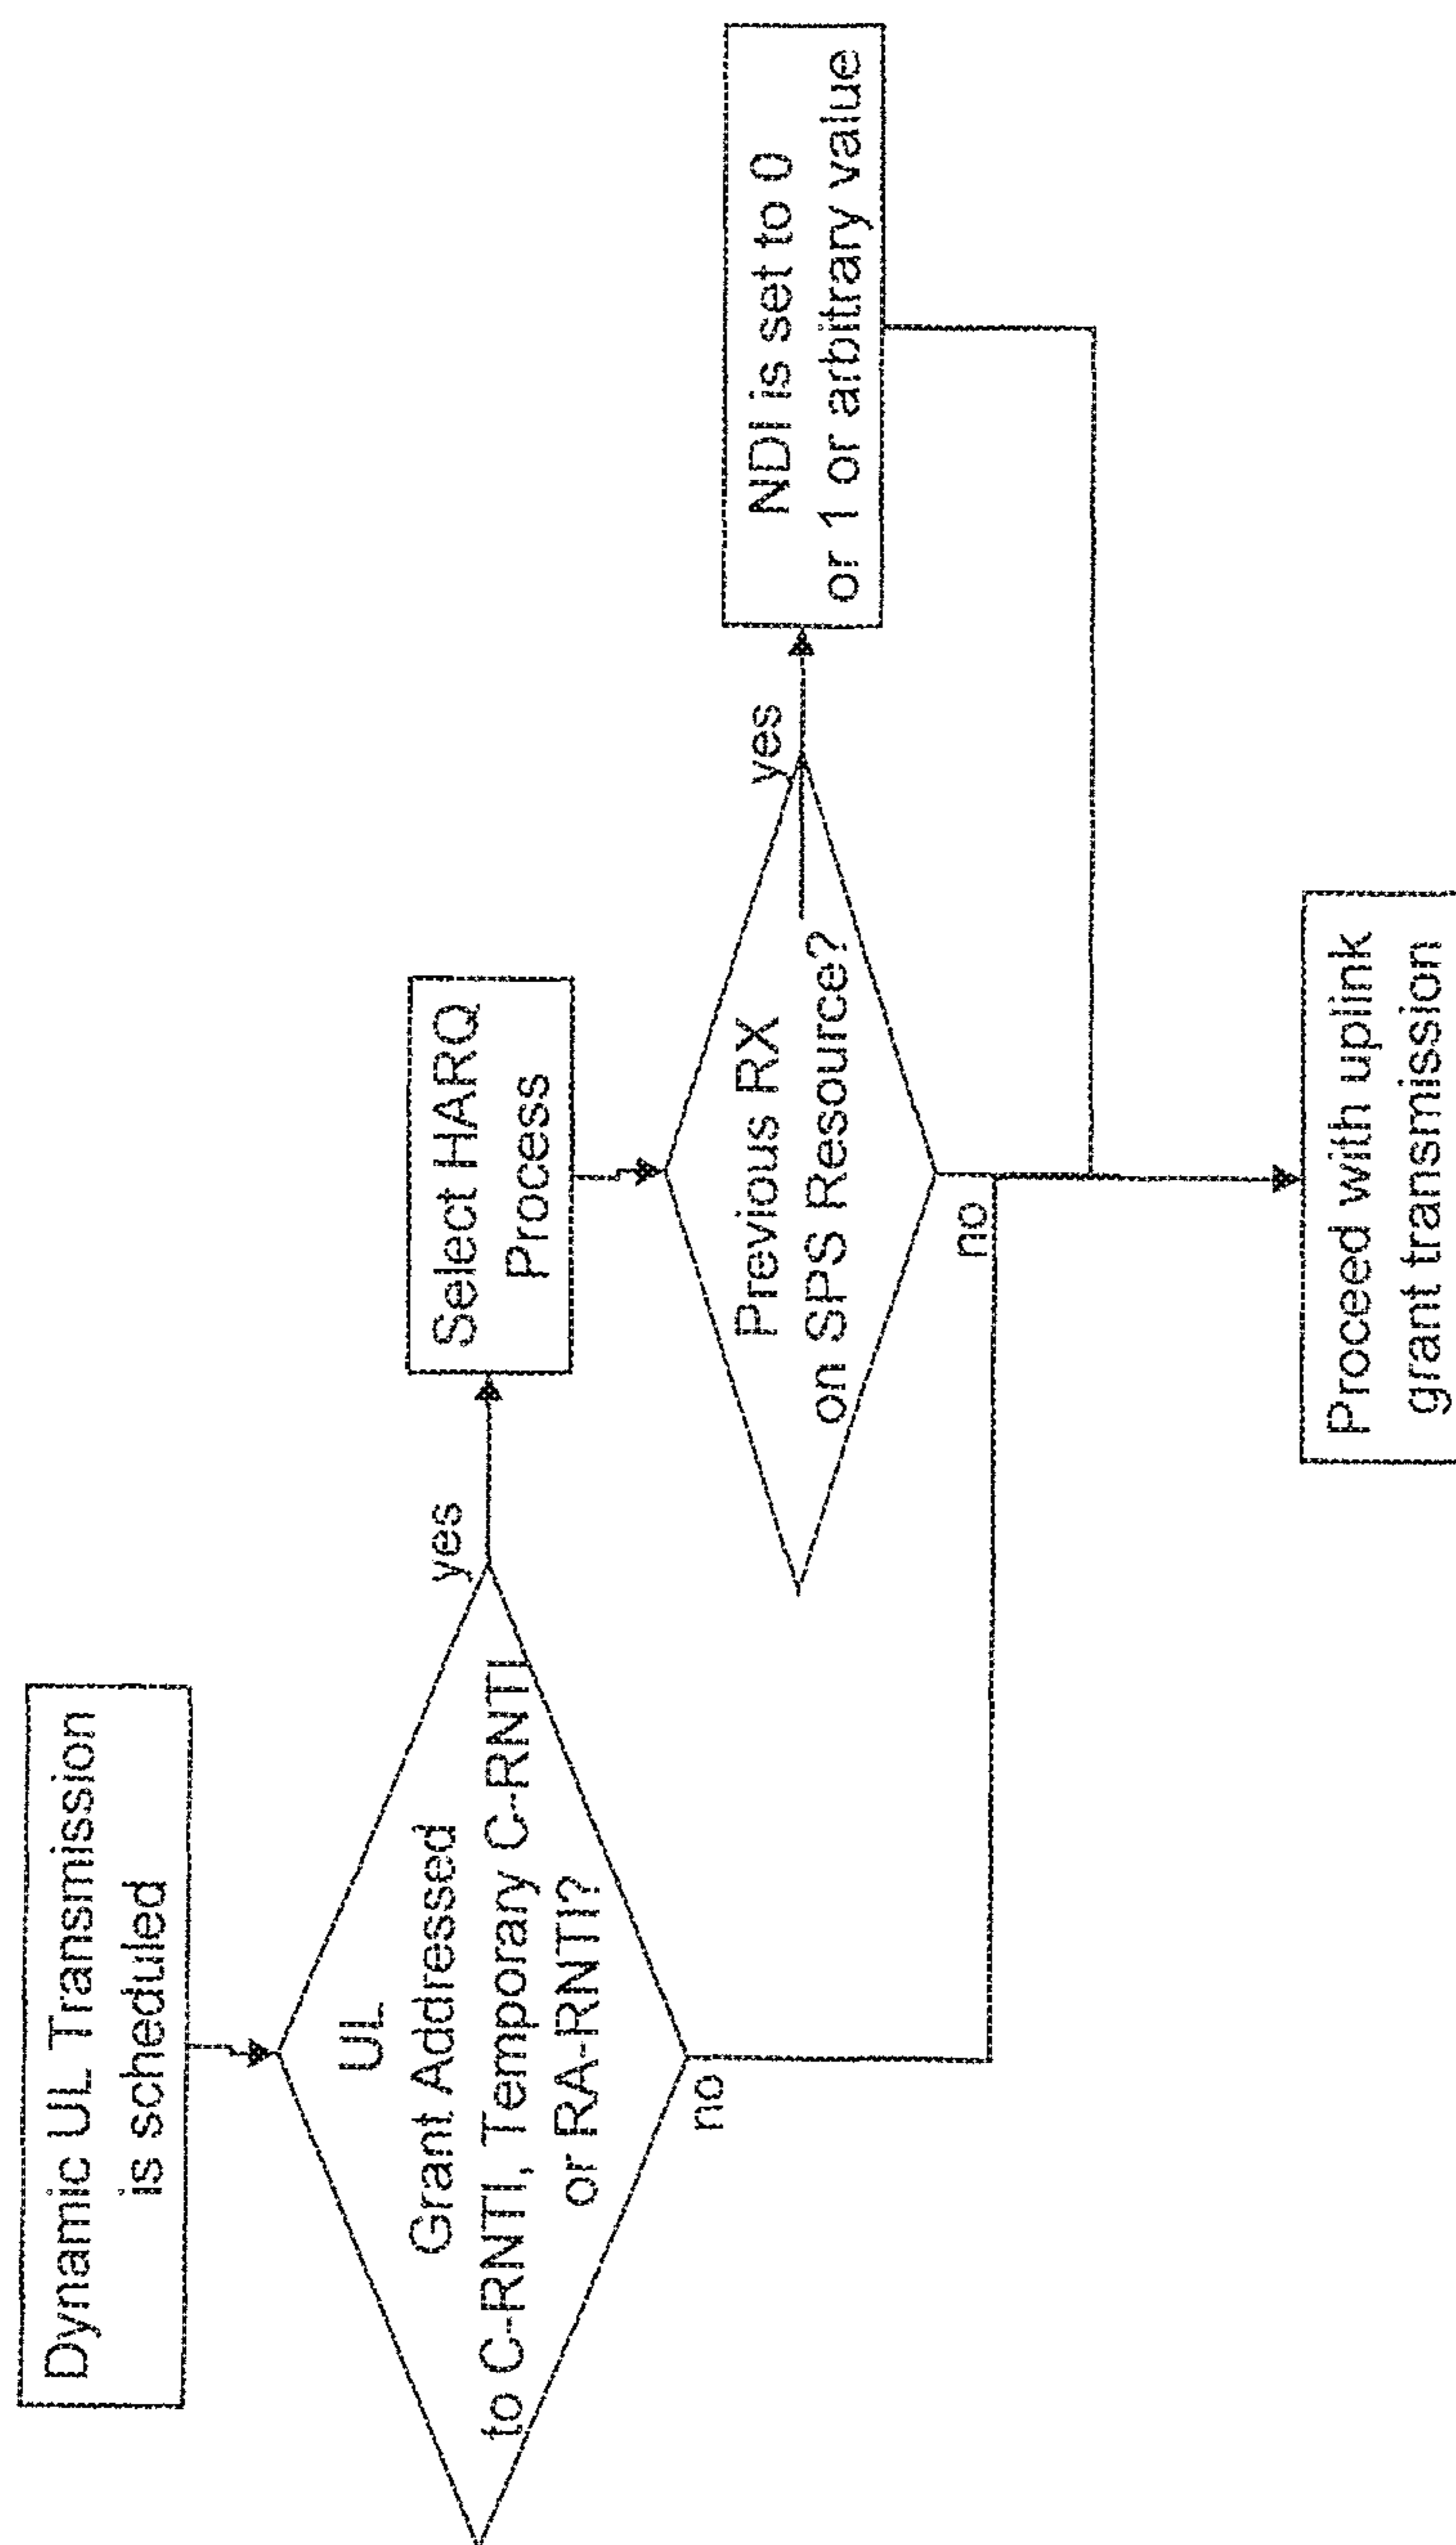 Dynamic UL Transmission
is scheduled
UL
Grant Addressed
to C-RNTI, Temporary C-RNTI
or RA-RNTI?
yes
no
Select HARQ
Process
Previous RX
on SPS Resource?
yes
no
NDI is set to 0
or 1 or arbitrary value
Proceed with uplink
grant transmission